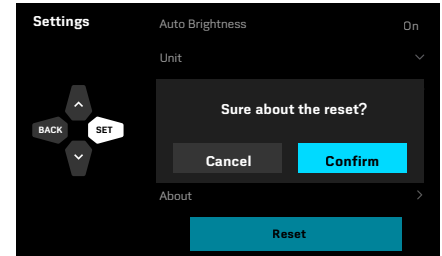 Settings
Auto Brightness On
Unit
Sure about the reset?
BACK SET
Cancel Confirm
About
Reset